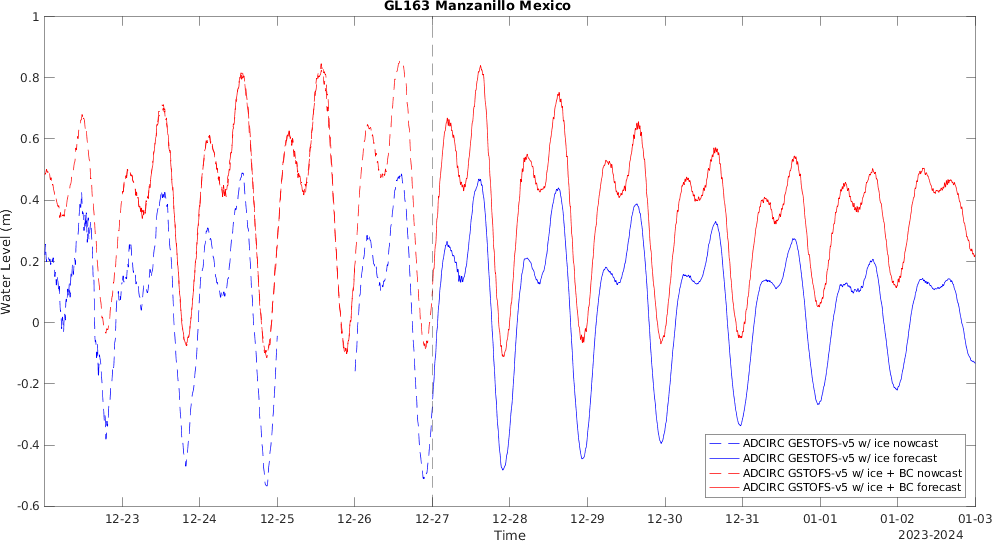 GL163 Manzanillo Mexico
1
0.8
0.6
0.4
0.2
0
-0.2
-0.4
-0.6
Water Level (m)
ADCIRC GESTOFS-v5 w/ ice nowcast
ADCIRC GESTOFS-v5 w/ ice forecast
ADCIRC GSTOFS-v5 w/ ice + BC nowcast
ADCIRC GSTOFS-v5 w/ ice + BC forecast
12-23 12-24 12-25 12-26 12-27 12-28 12-29 12-30 12-31 01-01 01-02 01-03
Time
2023-2024